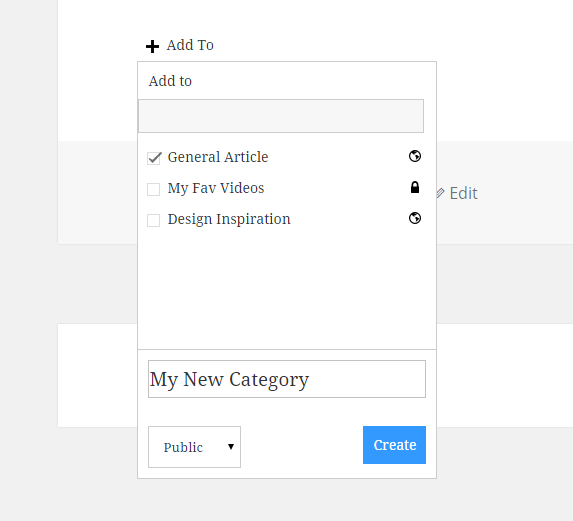 Add To
Add to
General Article
My Fav Videos
Edit
Design Inspiration
My New Category
Public
Create